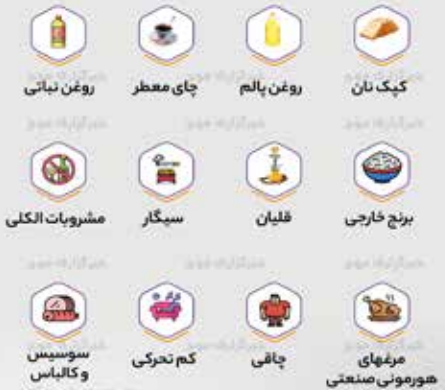 کپک نان
روغن پالم
چای معطر
روغن نباتی
برنج خارجی
قلیان
سیگار
مشروبات الکلی
مرغهای
هورمونی صنعتی
چاقی
کم تحرکی
سوسیس
و کالباس